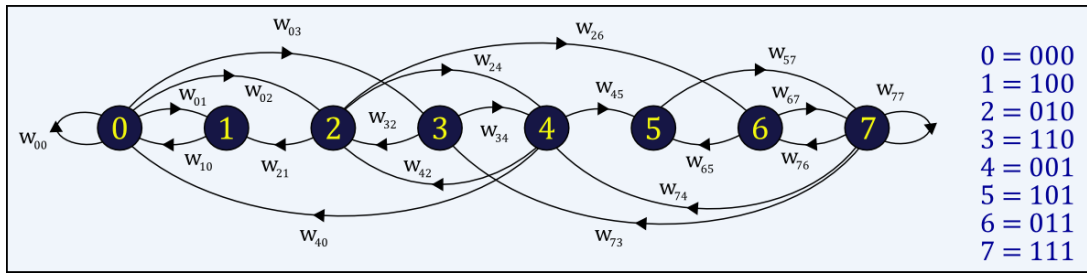 w₀₃
w₂₆
w₂₄
w₅₇
w₀₁
w₀₂
w₄₅
w₆₇
w₇₇
w₀₀
0
1
2
3
4
5
6
7
w₃₂
w₃₄
w₁₀
w₂₁
w₄₂
w₆₅
w₇₆
w₇₄
w₄₀
w₇₃
0 = 000
1 = 100
2 = 010
3 = 110
4 = 001
5 = 101
6 = 011
7 = 111